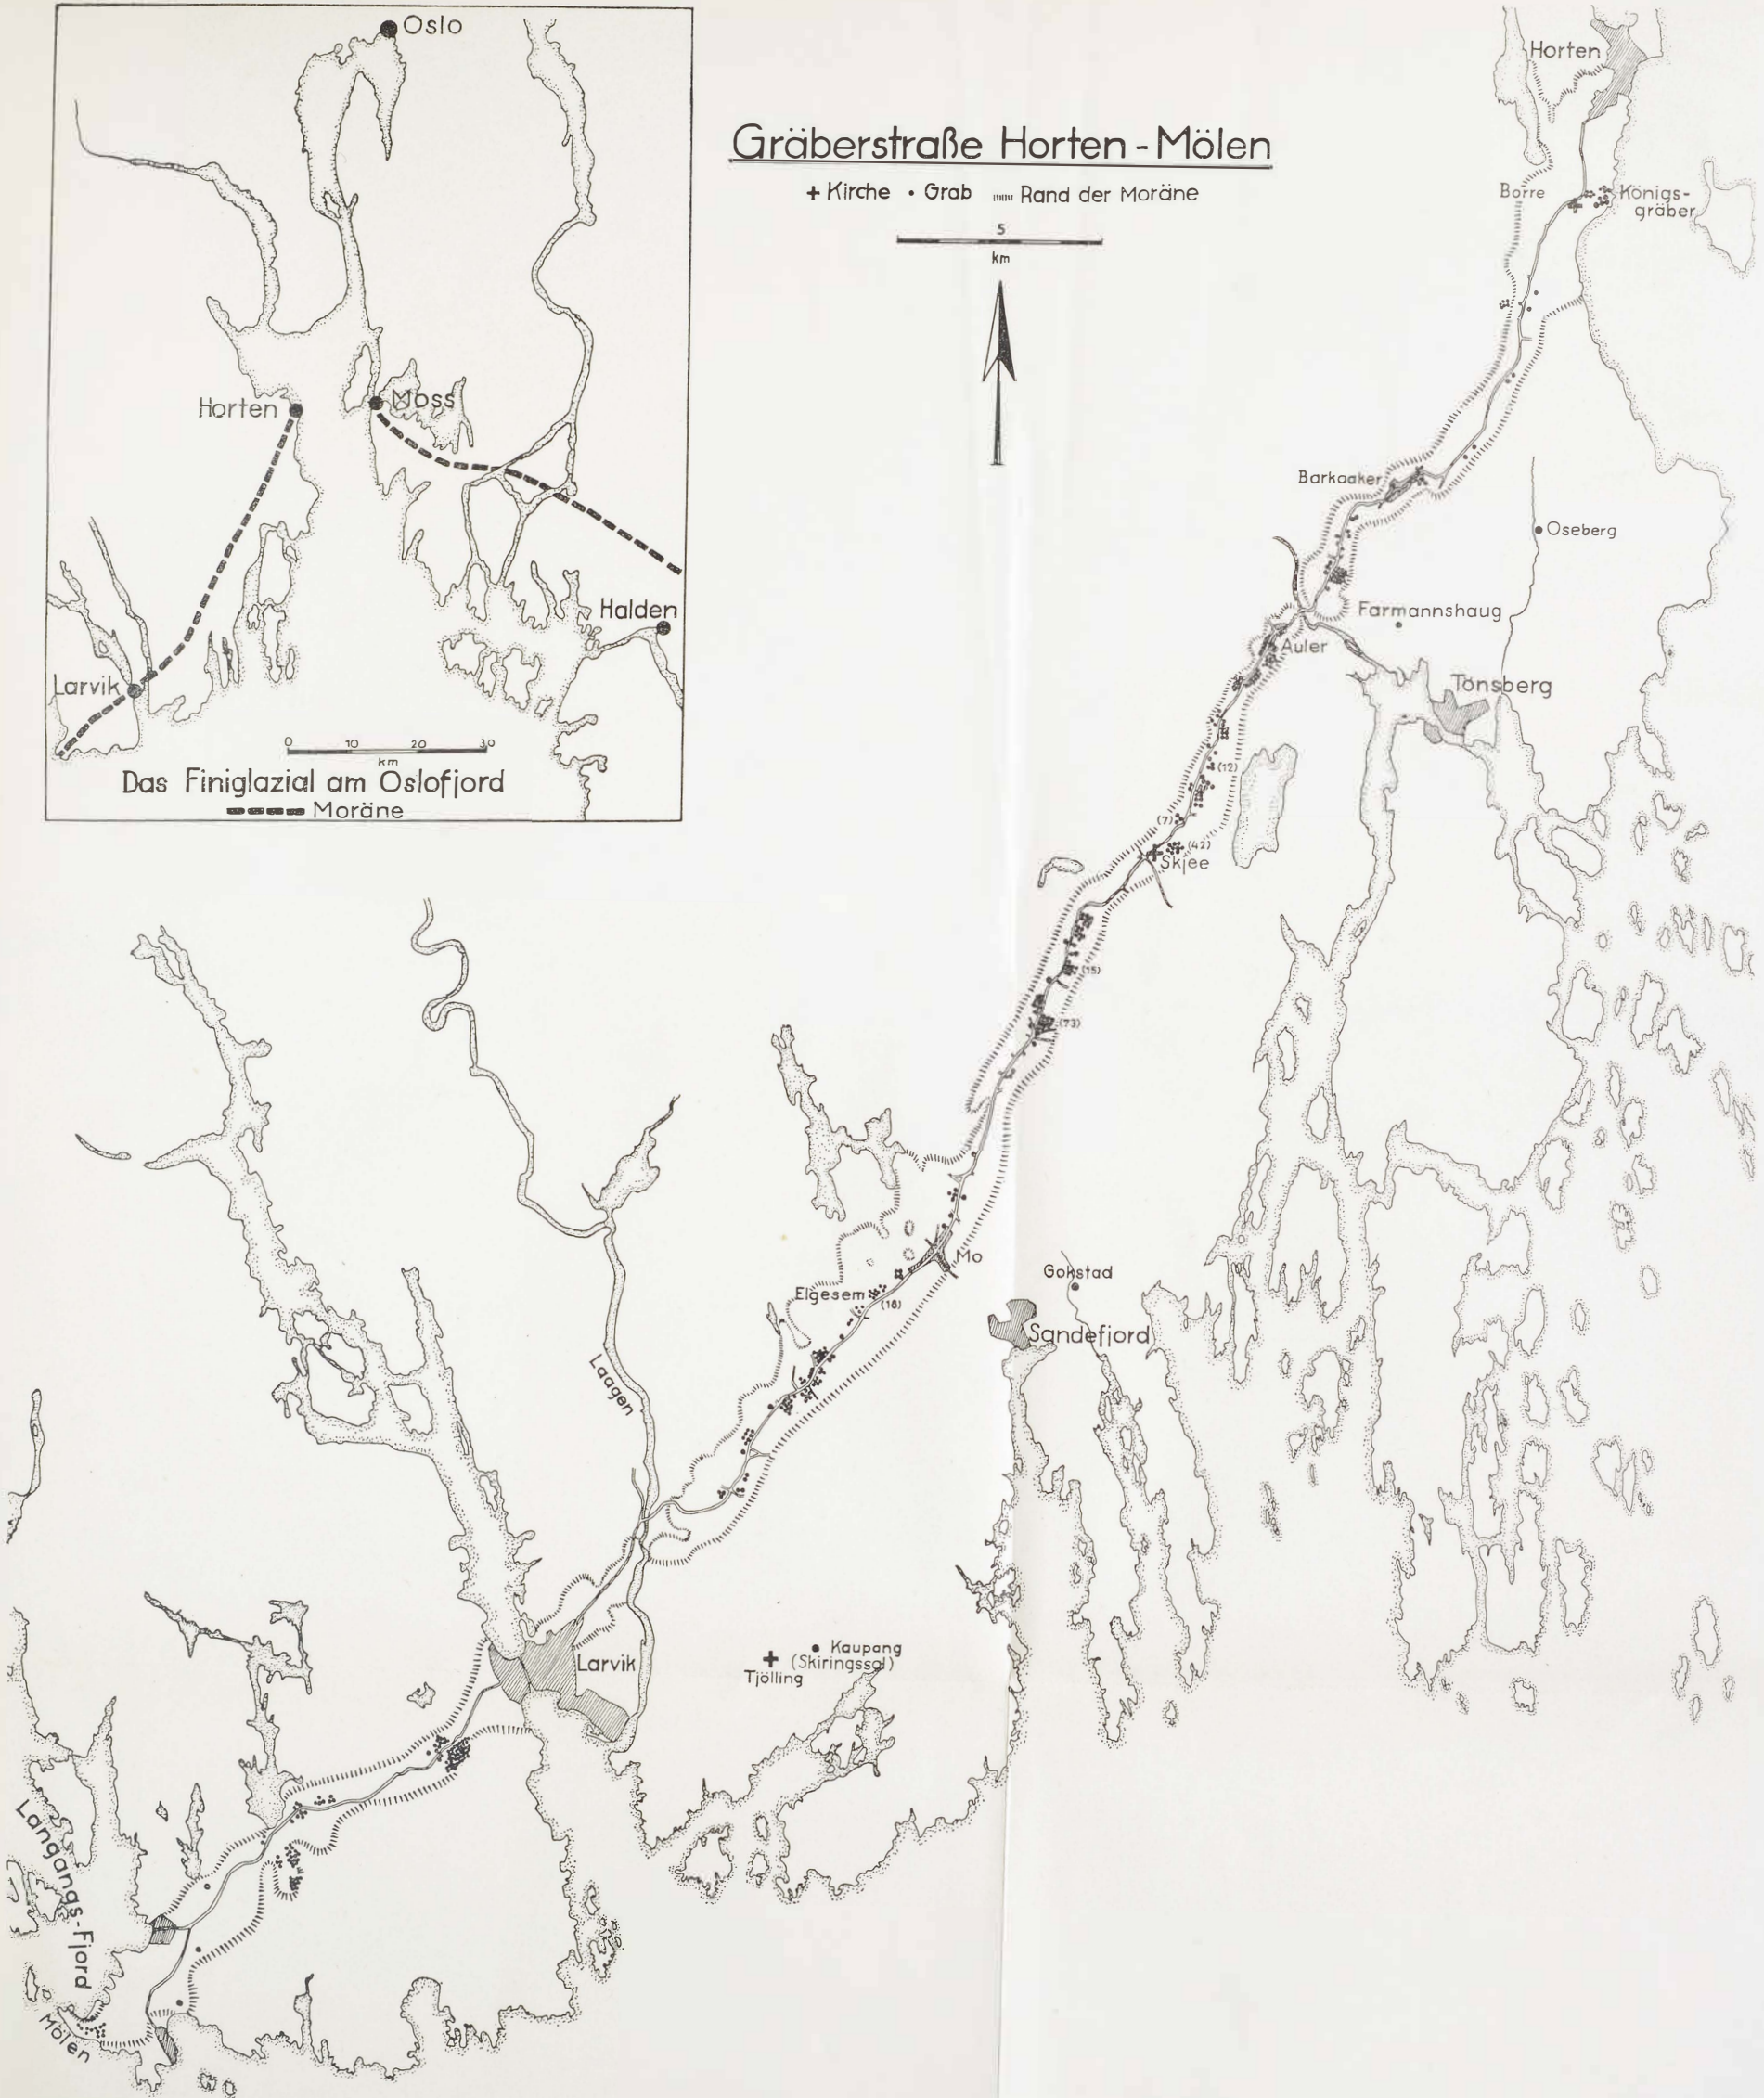 Oslo
Horten
Moss
Halden
Larvik
0 10 20 30
km
Das Finiglazial am Oslofjord
Moräne
Gräberstraße Horten - Mölen
+ Kirche • Grab Rand der Moräne
5
km
Horten
Borre
Königs-
gräber
Barkaaker
Oseberg
Farmannshaug
Auler
Tönsberg
(12)
(7)
(42)
Skjee
(15)
(73)
Mo
Gokstad
Elgesem
(16)
Sandefjord
Laagen
Larvik
Kaupang
(Skiringssal)
Tjölling
Langangs-Fjord
Mölen